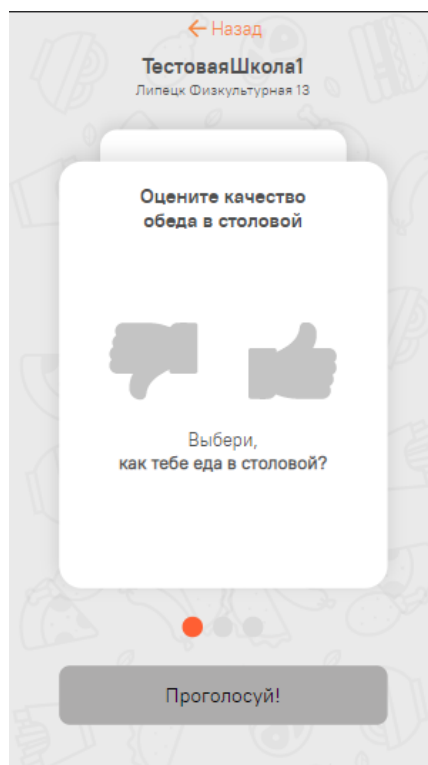 Назад
ТестоваяШкола1
Липецк Физкультурная 13
Оцените качество
обеда в столовой
Выбери,
как тебе еда в столовой?
Проголосуй!